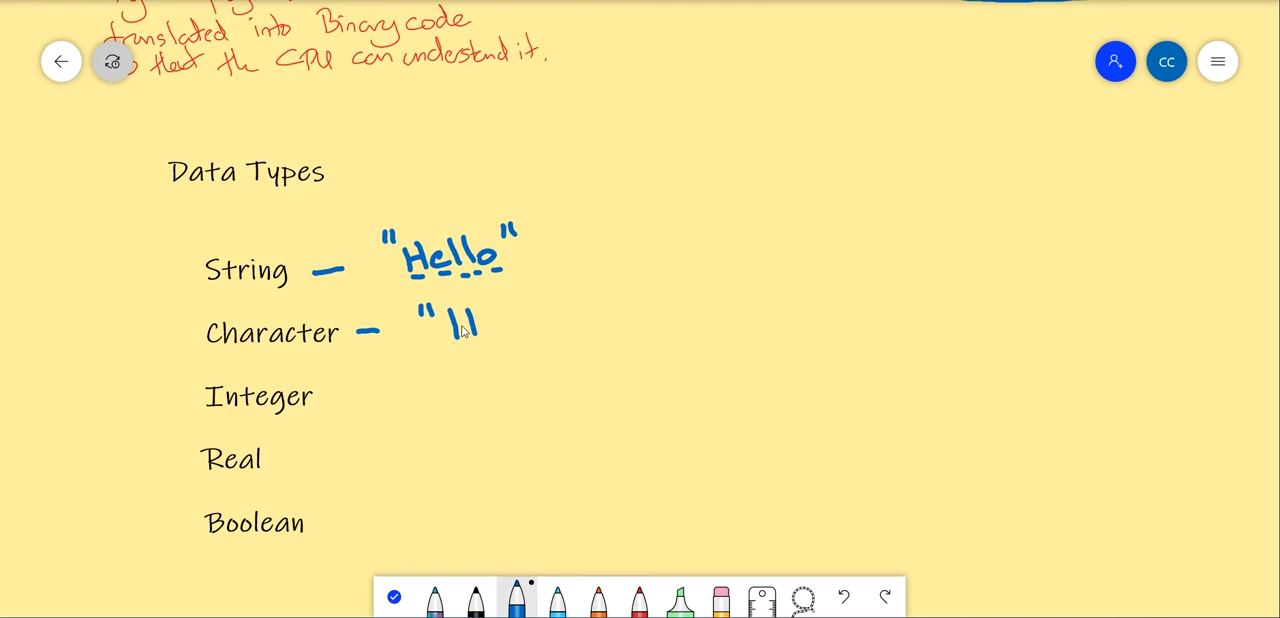 translated into Binary code
that the CPU can understand it.
CC
Data Types
String — "Hello"
Character — "
Integer
Real
Boolean